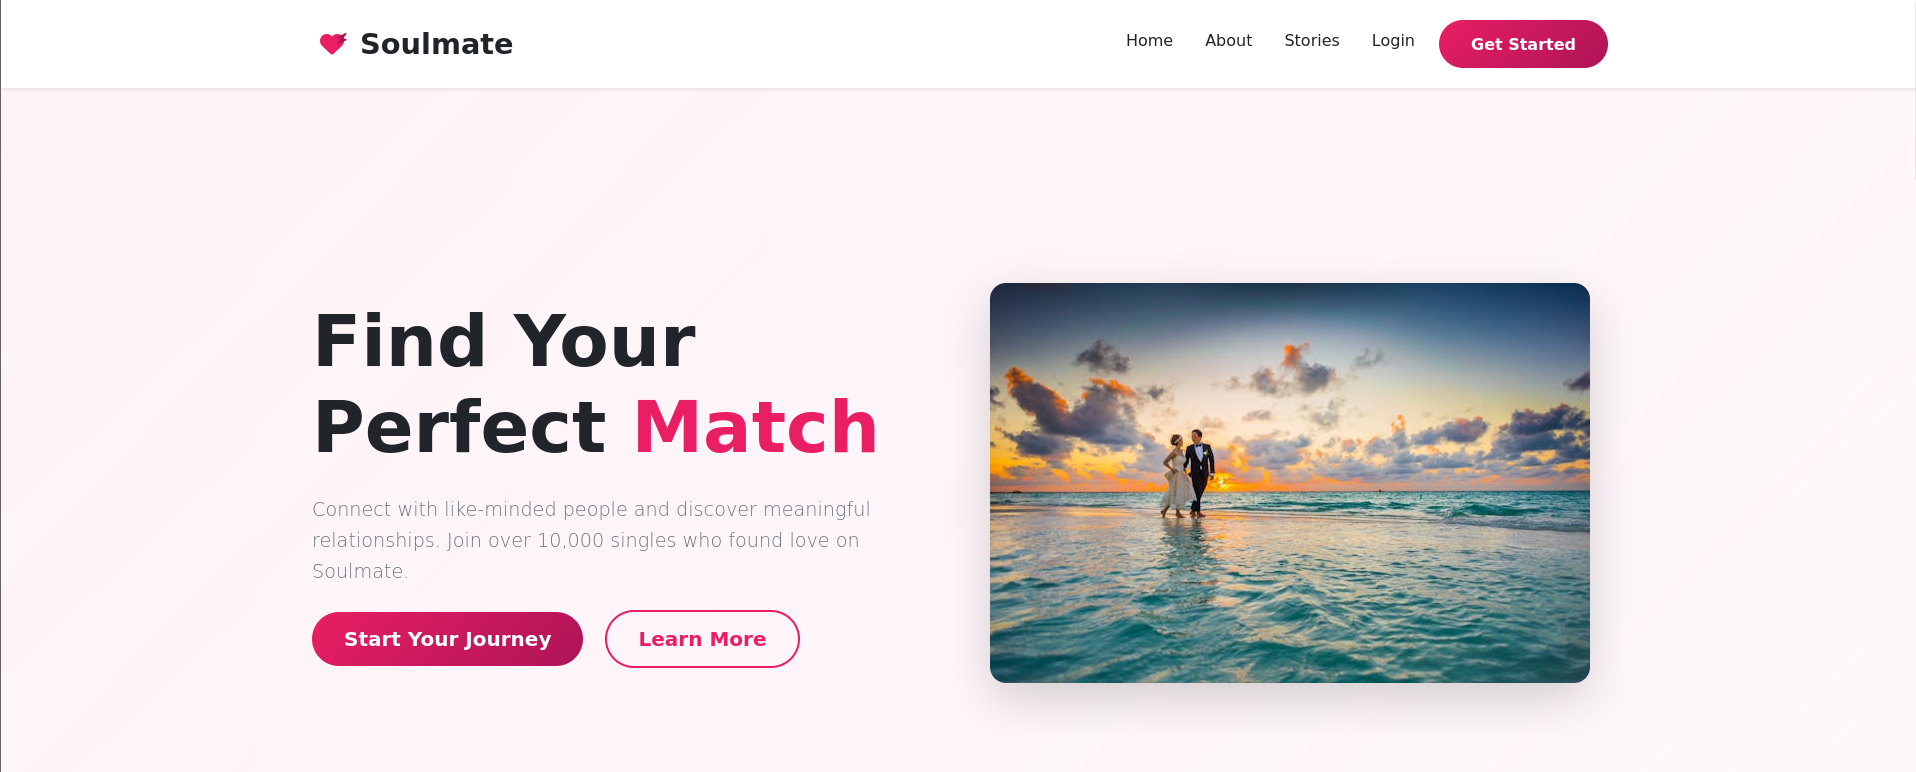 Soulmate
Home
About
Stories
Login
Get Started
Find Your
Perfect Match
Connect with like-minded people and discover meaningful
relationships. Join over 10,000 singles who found love on
Soulmate.
Start Your Journey
Learn More